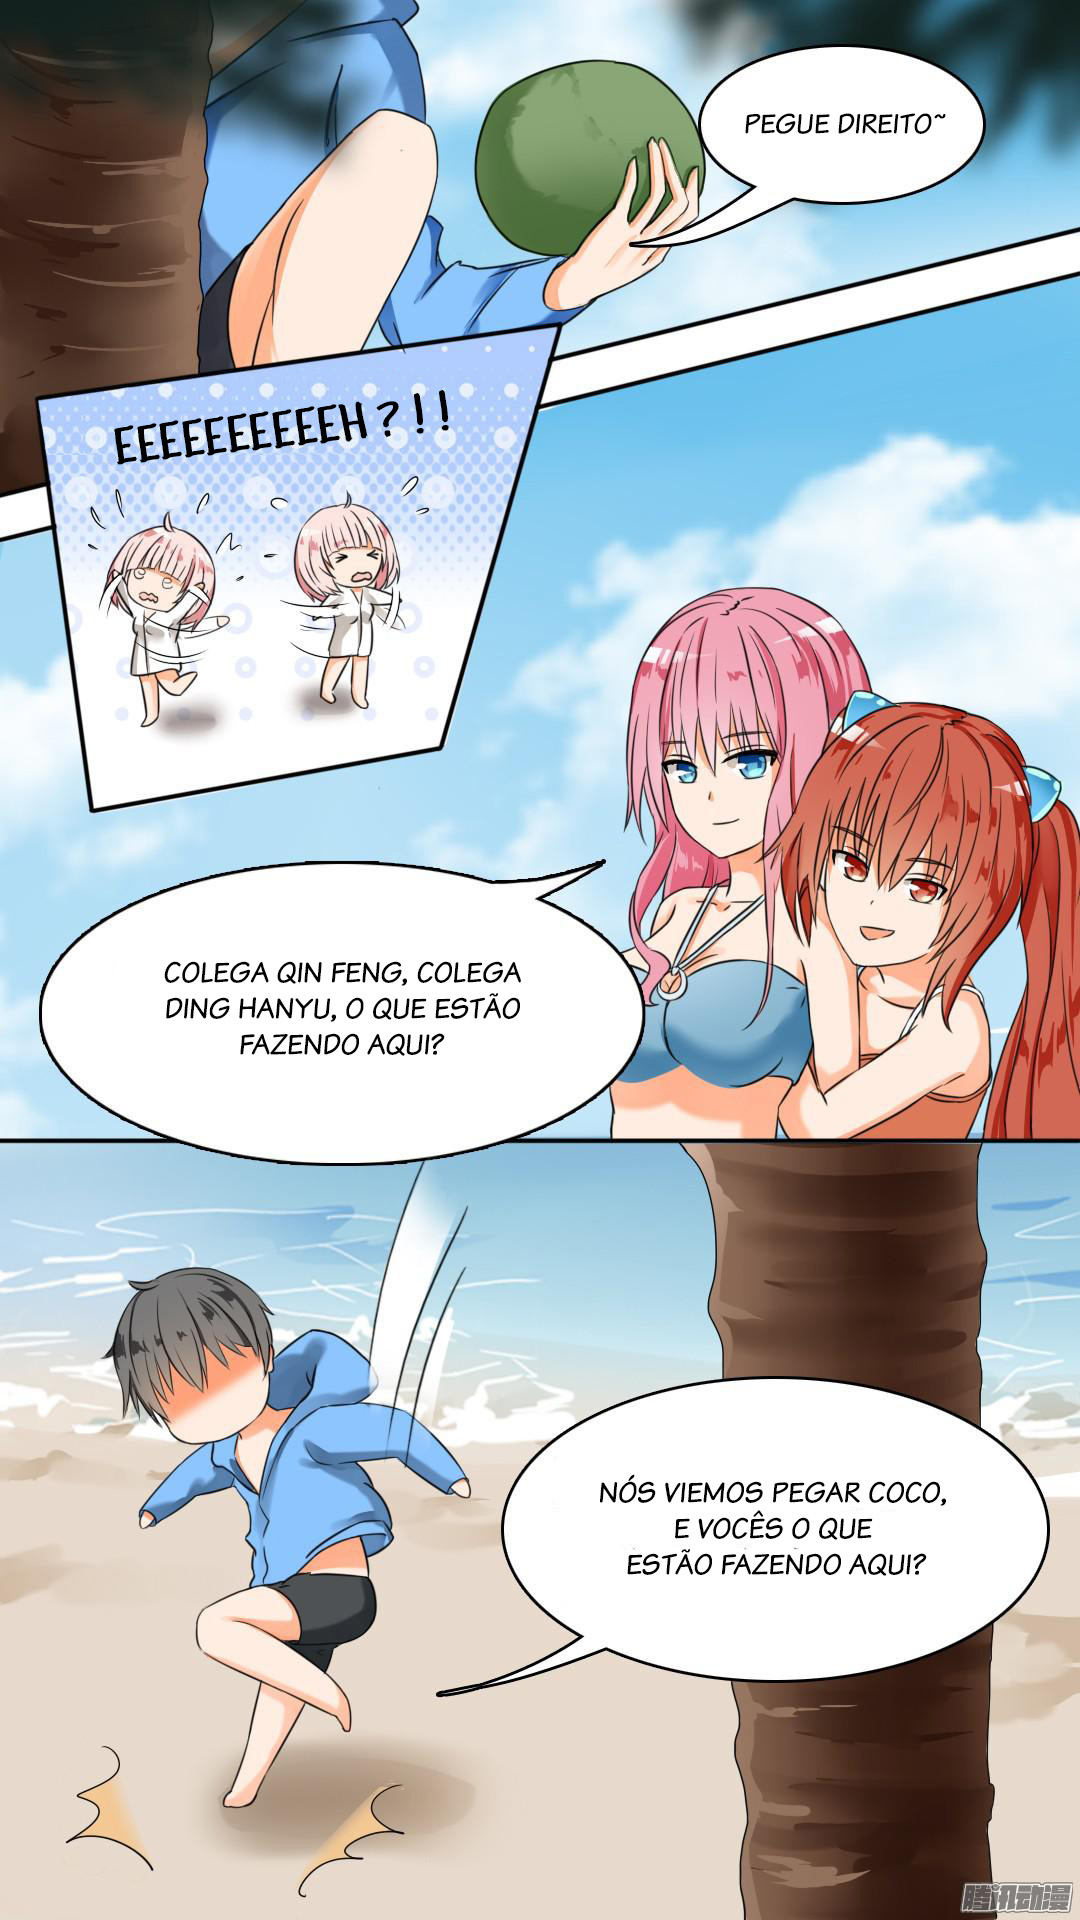 PEGUE DIREITO~
EEEEEEEEEEH?!!
COLEGA QIN FENG, COLEGA
DING HANYU, O QUE ESTÃO
FAZENDO AQUI?
NÓS VIEMOS PEGAR COCO,
E VOCÊS O QUE
ESTÃO FAZENDO AQUI?
腾讯动漫